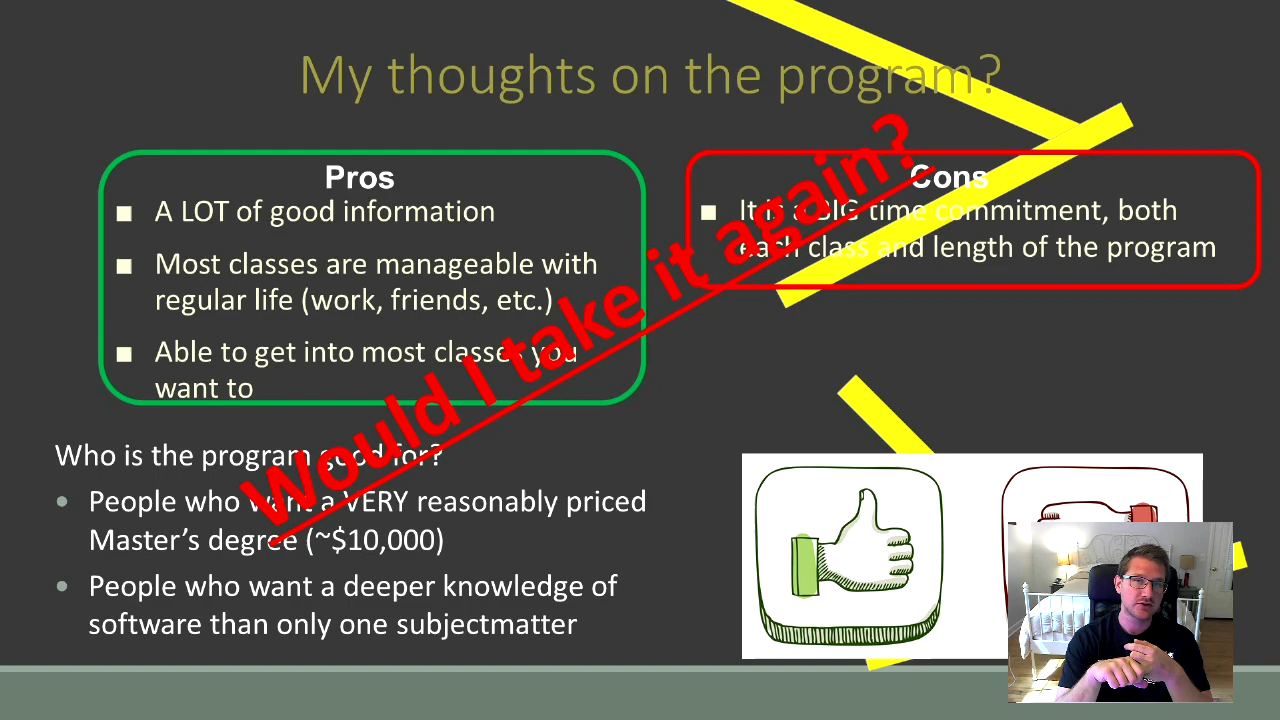 My thoughts on the program?
Pros
■ A LOT of good information
■ Most classes are manageable with
regular life (work, friends, etc.)
■ Able to get into most classes you
want to
Cons
■ It is a BIG time commitment, both
each class and length of the program
Would I take it again?
Who is the program good for?
• People who want a VERY reasonably priced
Master’s degree (~$10,000)
• People who want a deeper knowledge of
software than only one subjectmatter